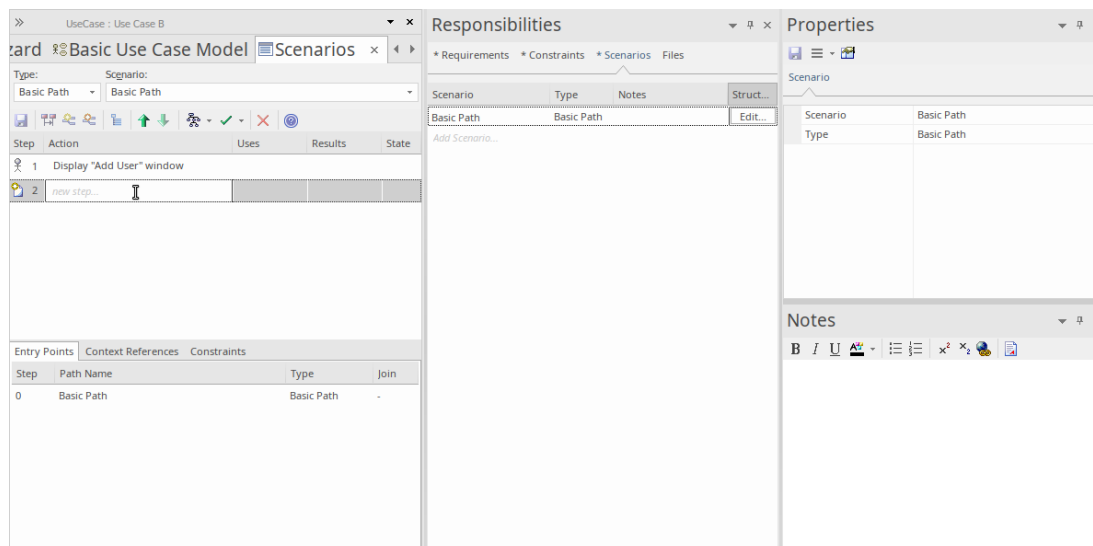 UseCase : Use Case B
zard Basic Use Case Model Scenarios
Type: Scenario:
Basic Path Basic Path
Step Action Uses Results State
1 Display "Add User" window
2 new step...
Entry Points Context References Constraints
Step Path Name Type Join
0 Basic Path Basic Path -
Responsibilities
* Requirements * Constraints * Scenarios Files
Scenario Type Notes Struct...
Basic Path Basic Path Edit...
Add Scenario...
Properties
Scenario
Scenario Basic Path
Type Basic Path
Notes
B I U A x² x₂